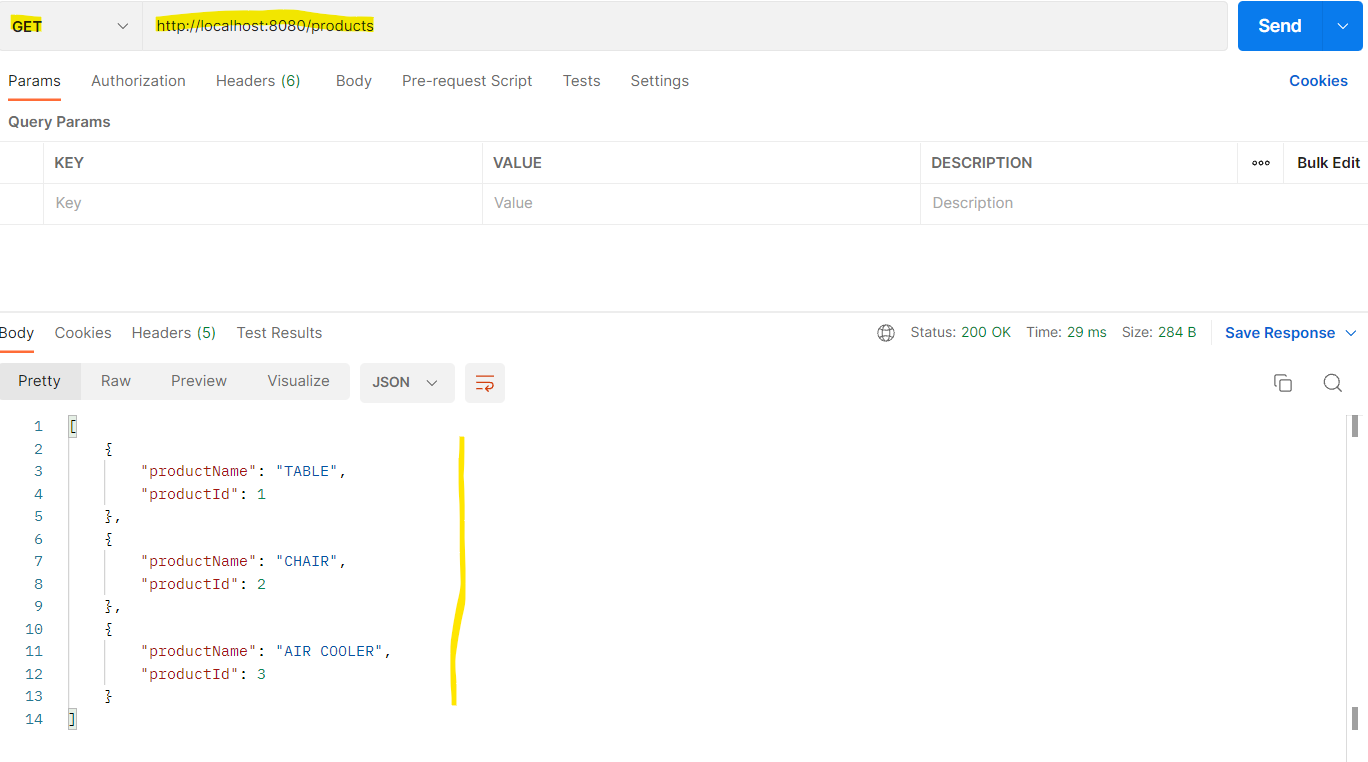 GET http://localhost:8080/products Send
Params Authorization Headers (6) Body Pre-request Script Tests Settings Cookies
Query Params
KEY VALUE DESCRIPTION ooo Bulk Edit
Key Value Description
Body Cookies Headers (5) Test Results Status: 200 OK Time: 29 ms Size: 284 B Save Response
Pretty Raw Preview Visualize JSON
1 [
2 {
3 "productName": "TABLE",
4 "productId": 1
5 },
6 {
7 "productName": "CHAIR",
8 "productId": 2
9 },
10 {
11 "productName": "AIR COOLER",
12 "productId": 3
13 }
14 ]